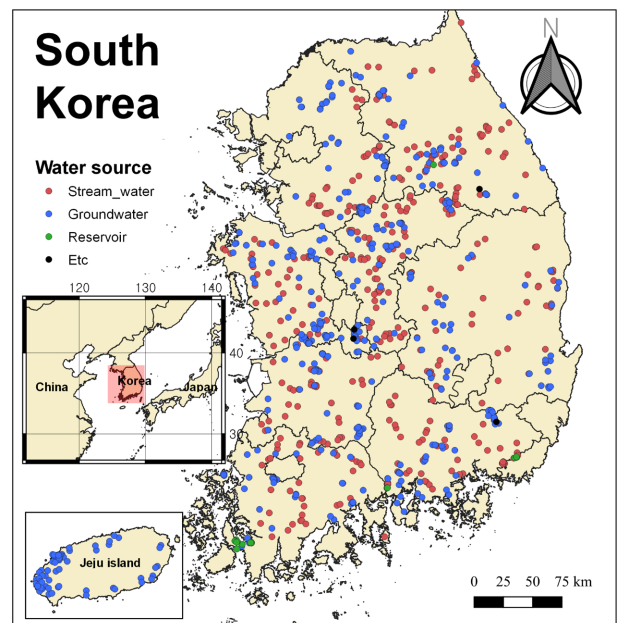 South
Korea
N
Water source
Stream_water
Groundwater
Reservoir
Etc
120 130 140
40
30
China
Korea
Japan
Jeju island
0 25 50 75 km